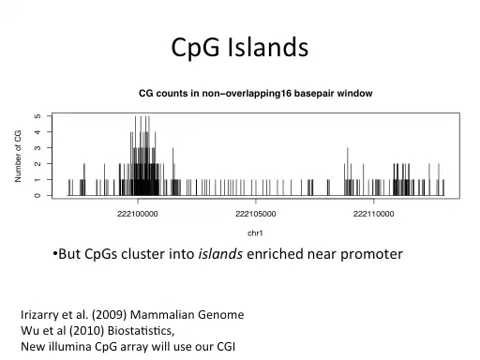 CpG Islands
CG counts in non−overlapping16 basepair window
Number of CG
5
4
3
2
1
0
222100000 222105000 222110000
chr1
•But CpGs cluster into islands enriched near promoter
Irizarry et al. (2009) Mammalian Genome
Wu et al (2010) Biostatistics,
New illumina CpG array will use our CGI